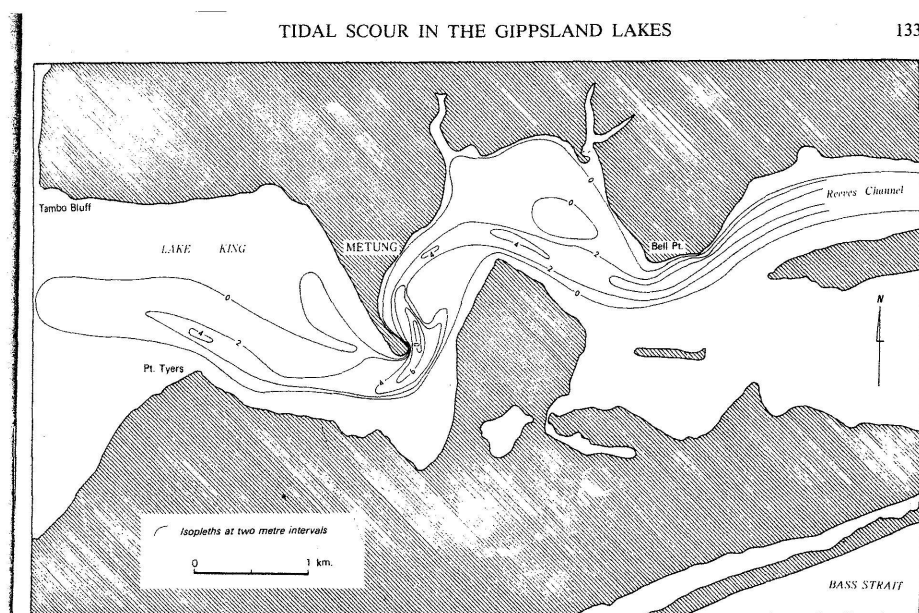 TIDAL SCOUR IN THE GIPPSLAND LAKES
133
Tambo Bluff
LAKE KING
METUNG
Bell Pt.
Reeves Channel
0
0
0
2
4
Pt. Tyers
4
4
2
2
0
4
6
N
Isopleths at two metre intervals
0 1 km.
BASS STRAIT